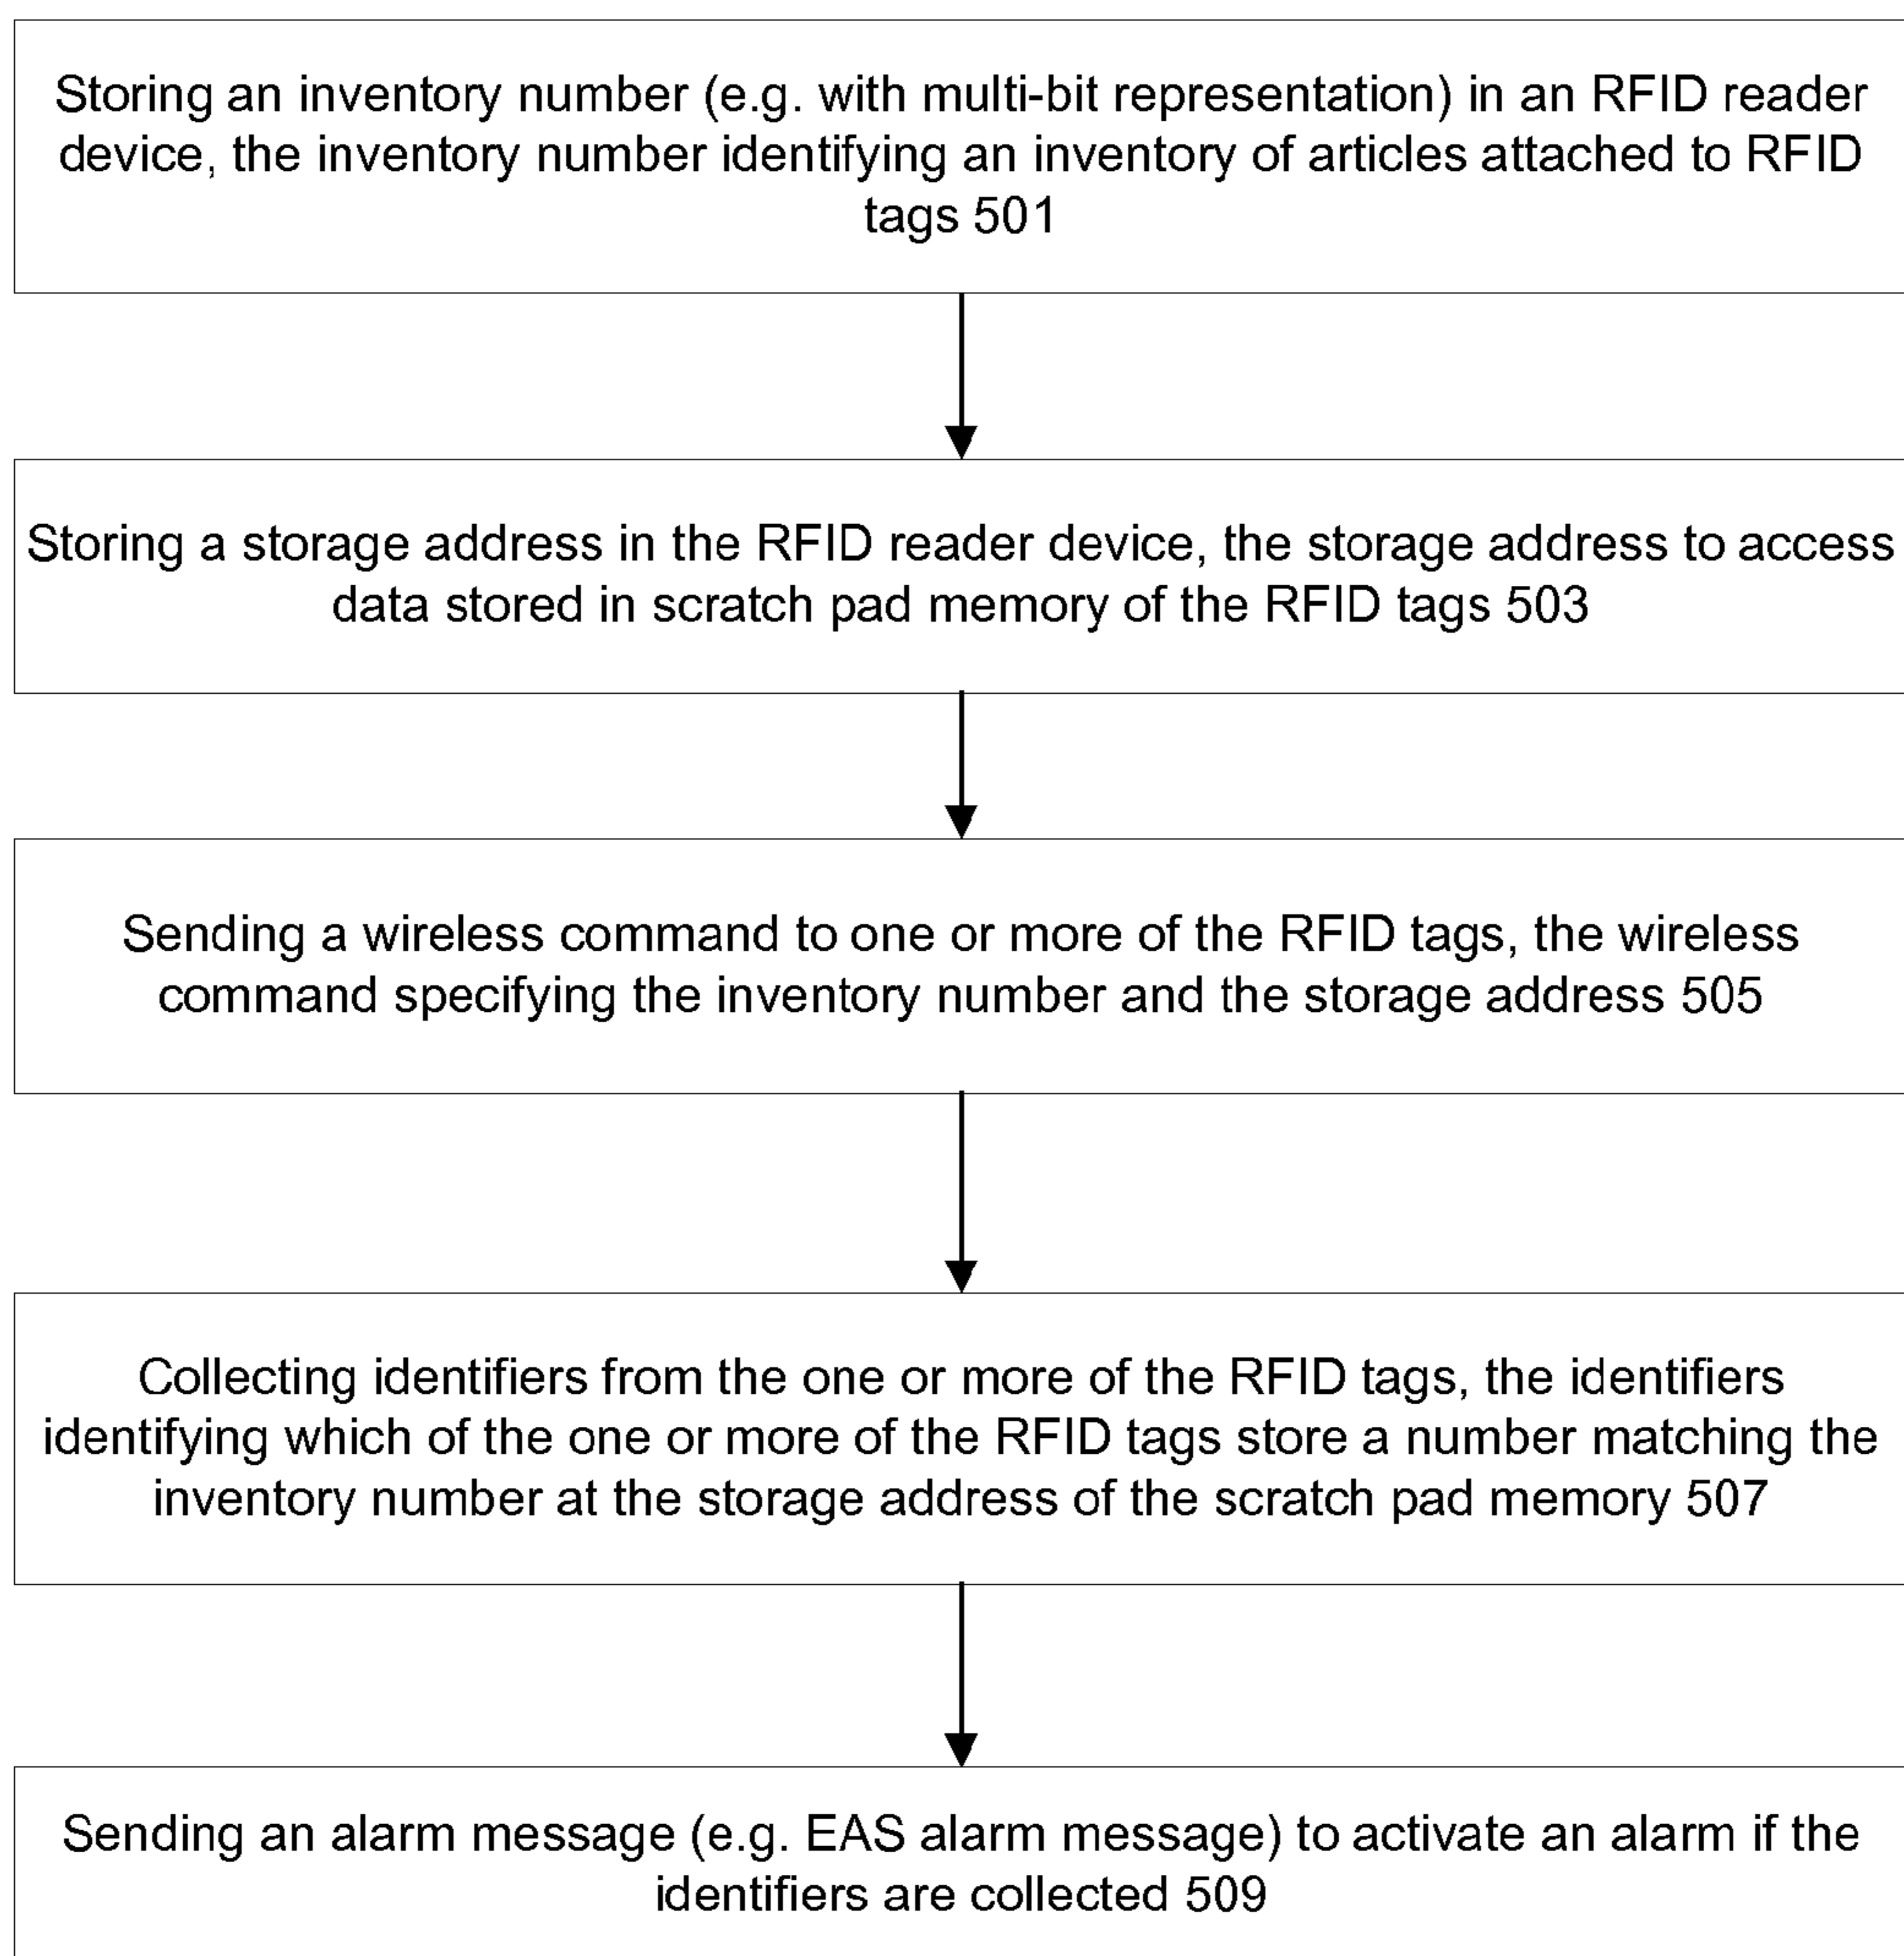 Storing an inventory number (e.g. with multi-bit representation) in an RFID reader
device, the inventory number identifying an inventory of articles attached to RFID
tags 501
Storing a storage address in the RFID reader device, the storage address to access
data stored in scratch pad memory of the RFID tags 503
Sending a wireless command to one or more of the RFID tags, the wireless
command specifying the inventory number and the storage address 505
Collecting identifiers from the one or more of the RFID tags, the identifiers
identifying which of the one or more of the RFID tags store a number matching the
inventory number at the storage address of the scratch pad memory 507
Sending an alarm message (e.g. EAS alarm message) to activate an alarm if the
identifiers are collected 509